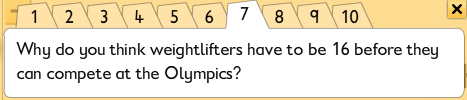 1 2 3 4 5 6 7 8 9 10
Why do you think weightlifters have to be 16 before they
can compete at the Olympics?